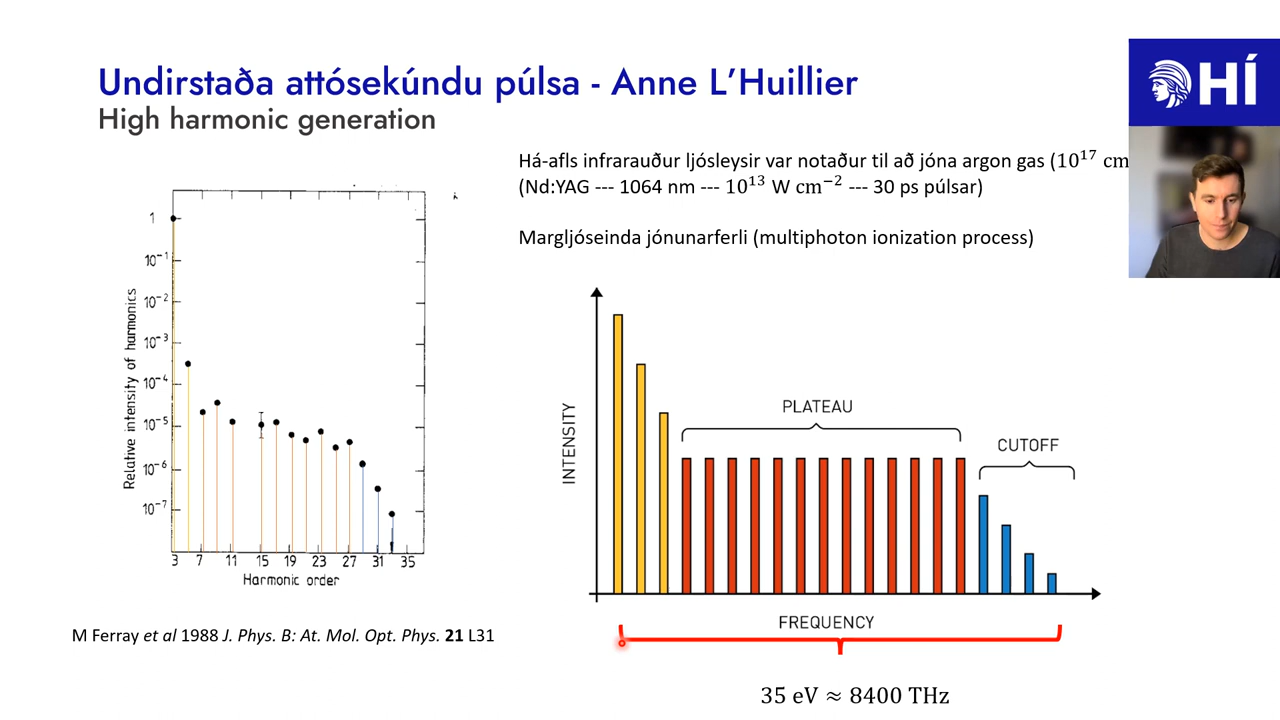 Undirstaða attósekúndu púlsa - Anne L'Huillier
High harmonic generation
HÍ
Há-afls infrarauður ljósleysir var notaður til að jóna argon gas (10¹⁷ cm
(Nd:YAG --- 1064 nm --- 10¹³ W cm⁻² --- 30 ps púlsar)
Margljóseinda jónunarferli (multiphoton ionization process)
Relative intensity of harmonics
1
10⁻¹
10⁻²
10⁻³
10⁻⁴
10⁻⁵
10⁻⁶
10⁻⁷
3 7 11 15 19 23 27 31 35
Harmonic order
M Ferray et al 1988 J. Phys. B: At. Mol. Opt. Phys. 21 L31
INTENSITY
PLATEAU
CUTOFF
FREQUENCY
35 eV ≈ 8400 THz